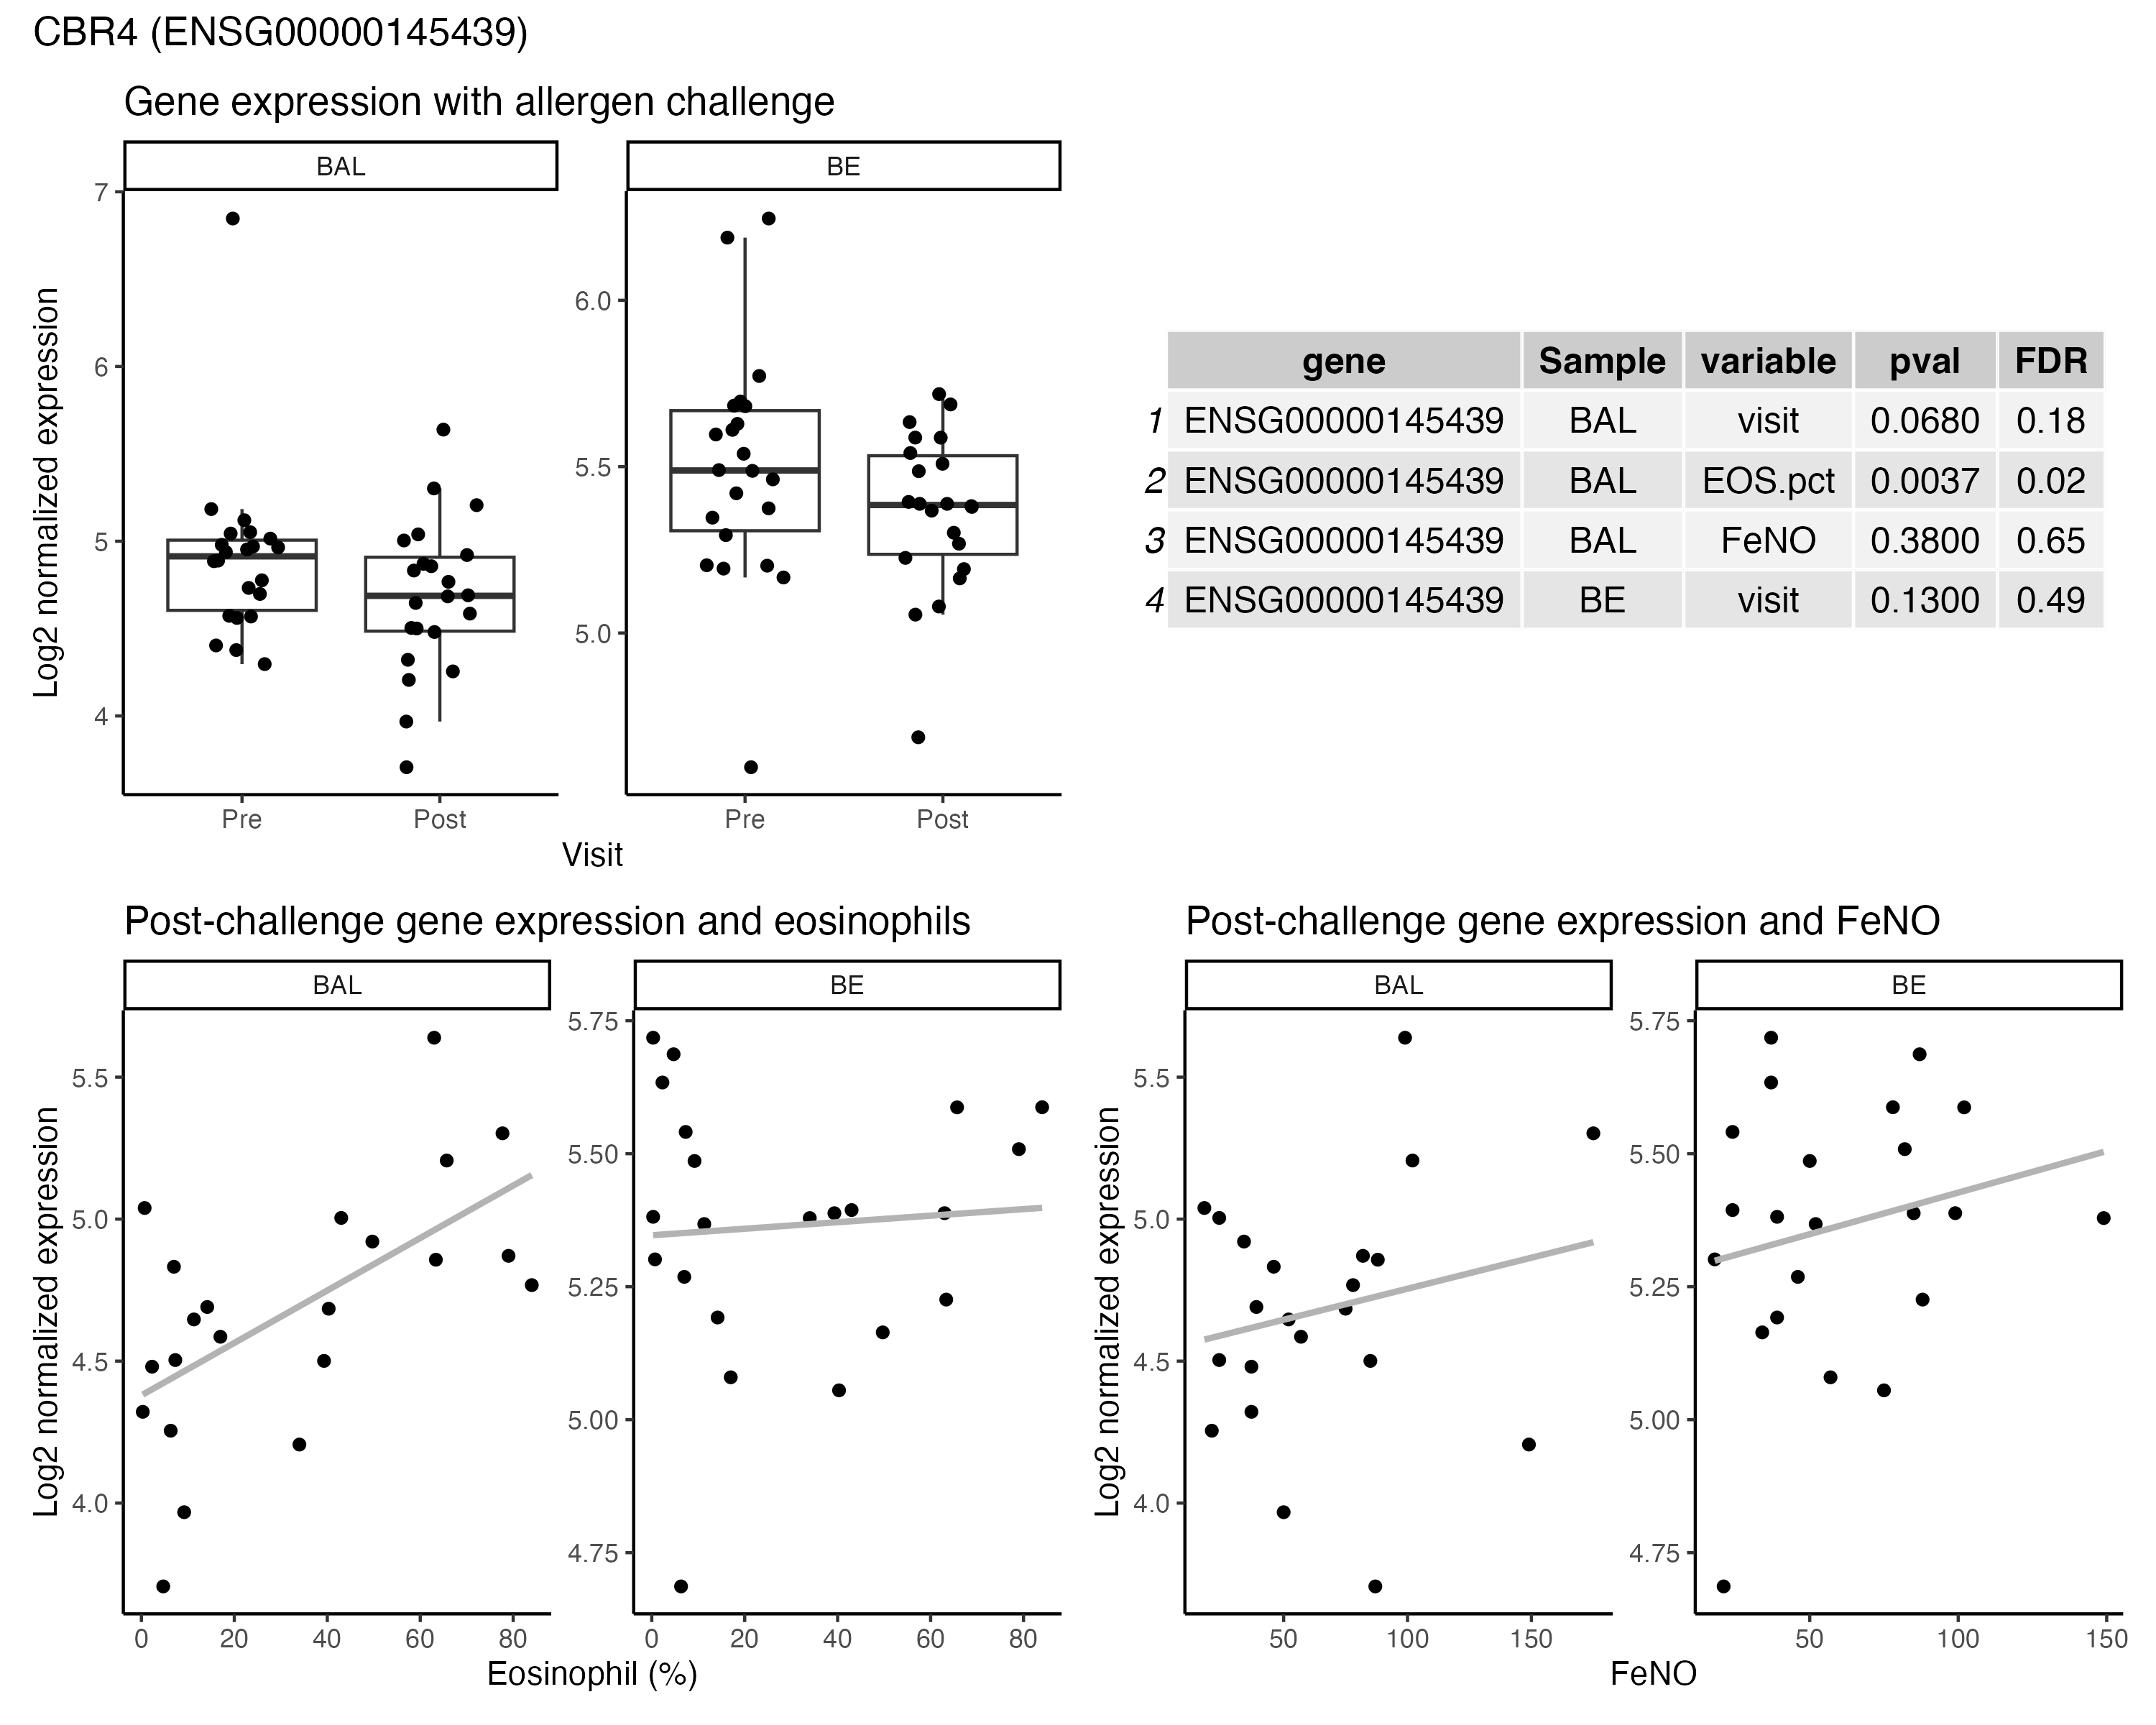 CBR4 (ENSG00000145439)
Gene expression with allergen challenge
BAL
BE
Log2 normalized expression
7
6
5
4
6.0
5.5
5.0
Pre
Post
Pre
Post
Visit
gene Sample variable pval FDR
1 ENSG00000145439 BAL visit 0.0680 0.18
2 ENSG00000145439 BAL EOS.pct 0.0037 0.02
3 ENSG00000145439 BAL FeNO 0.3800 0.65
4 ENSG00000145439 BE visit 0.1300 0.49
Post-challenge gene expression and eosinophils
BAL
BE
Log2 normalized expression
5.5
5.0
4.5
4.0
5.75
5.50
5.25
5.00
4.75
0 20 40 60 80
0 20 40 60 80
Eosinophil (%)
Post-challenge gene expression and FeNO
BAL
BE
Log2 normalized expression
5.5
5.0
4.5
4.0
5.75
5.50
5.25
5.00
4.75
50 100 150
50 100 150
FeNO